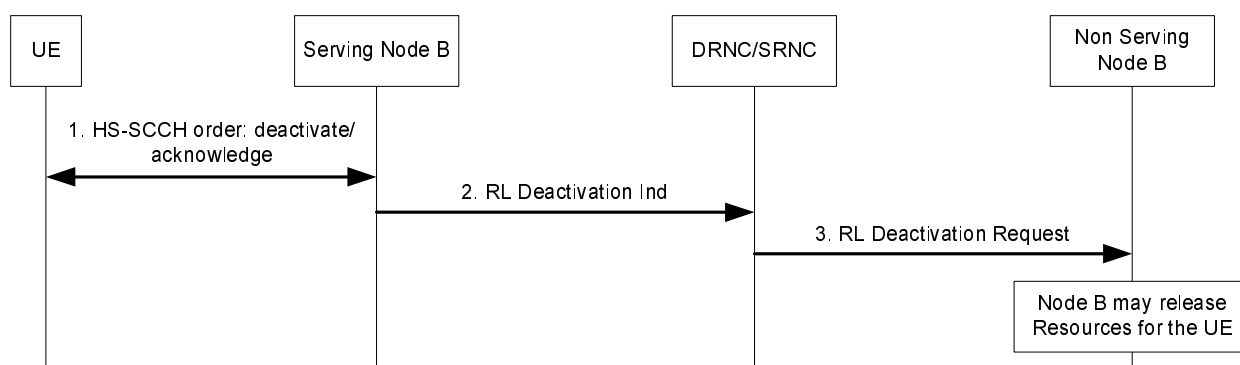 UE
Serving Node B
DRNC/SRNC
Non Serving
Node B
1. HS-SCCH order: deactivate/
acknowledge
2. RL Deactivation Ind
3. RL Deactivation Request
Node B may release
Resources for the UE